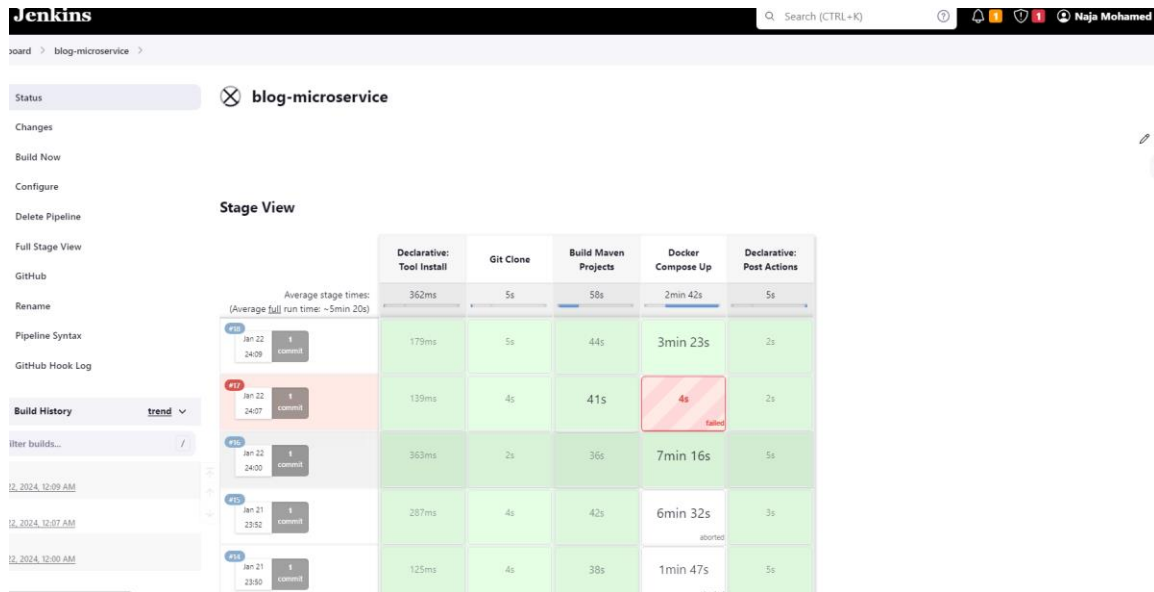 Jenkins
Search (CTRL+K)
1
1
Naja Mohamed
board > blog-microservice >
Status
Changes
Build Now
Configure
Delete Pipeline
Full Stage View
GitHub
Rename
Pipeline Syntax
GitHub Hook Log
Build History
trend
filter builds...
/
22, 2024, 12:09 AM
22, 2024, 12:07 AM
22, 2024, 12:00 AM
blog-microservice
Stage View
Declarative: Tool Install
Git Clone
Build Maven Projects
Docker Compose Up
Declarative: Post Actions
Average stage times:
(Average full run time: ~5min 20s)
362ms
5s
58s
2min 42s
5s
#18
Jan 22
24:09
1
commit
179ms
5s
44s
3min 23s
2s
#17
Jan 22
24:07
1
commit
139ms
4s
41s
4s
failed
2s
#16
Jan 22
24:00
1
commit
363ms
2s
36s
7min 16s
5s
#15
Jan 21
23:52
1
commit
287ms
4s
42s
6min 32s
aborted
3s
#14
Jan 21
23:50
1
commit
125ms
4s
38s
1min 47s
5s